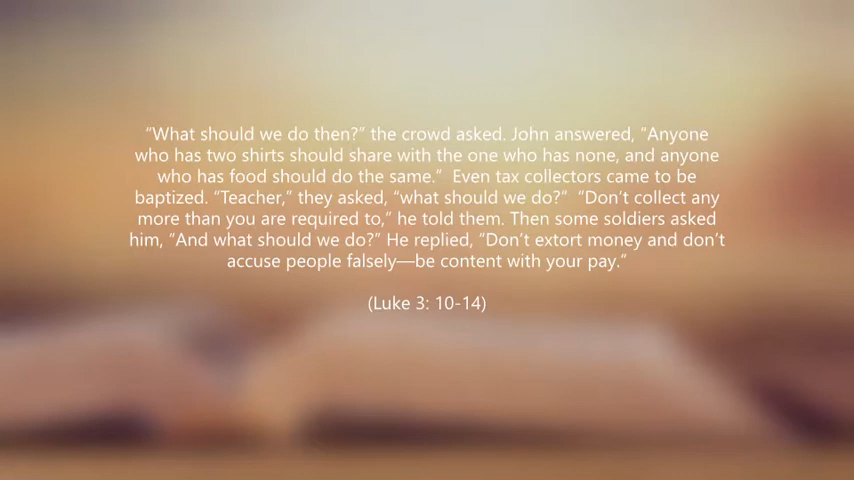 “What should we do then?” the crowd asked. John answered, “Anyone
who has two shirts should share with the one who has none, and anyone
who has food should do the same.”  Even tax collectors came to be
baptized. “Teacher,” they asked, “what should we do?”  “Don’t collect any
more than you are required to,” he told them. Then some soldiers asked
him, “And what should we do?” He replied, “Don’t extort money and don’t
accuse people falsely—be content with your pay.”
(Luke 3: 10-14)